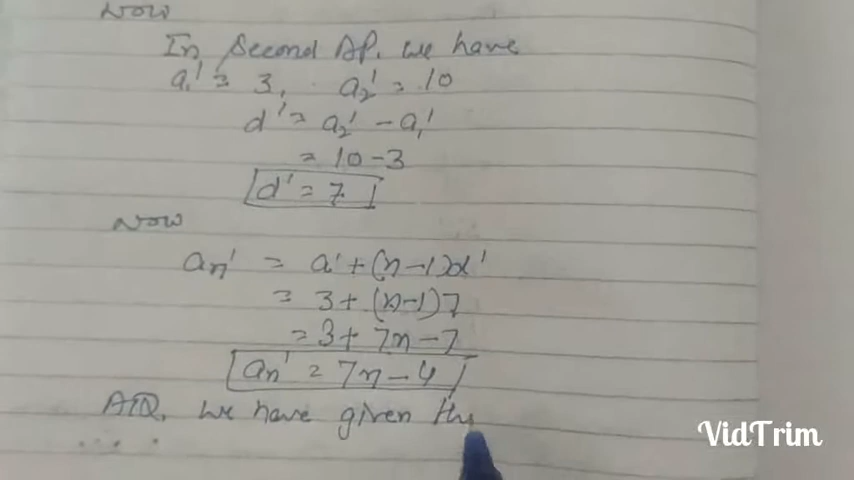 Now
In Second AP, we have
a₁' = 3, a₂' = 10
d' = a₂' - a₁'
= 10-3
d' = 7
Now
an' = a' + (n-1)d'
= 3 + (n-1)7
= 3 + 7n - 7
an' = 7n - 4
ATQ, we have given
VidTrim